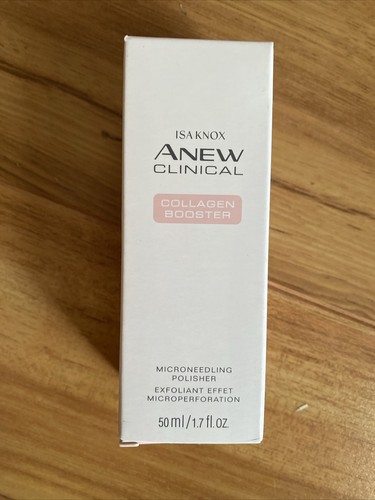 ISA KNOX
ANEW
CLINICAL
COLLAGEN
BOOSTER
MICRONEEDLING
POLISHER
EXFOLIANT EFFET
MICROPERFORATION
50 ml/1.7 fl. oz.